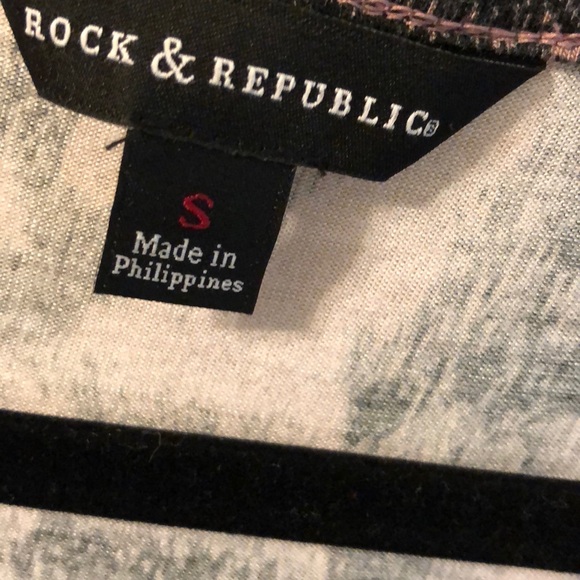 ROCK & REPUBLIC®
S
Made in
Philippines